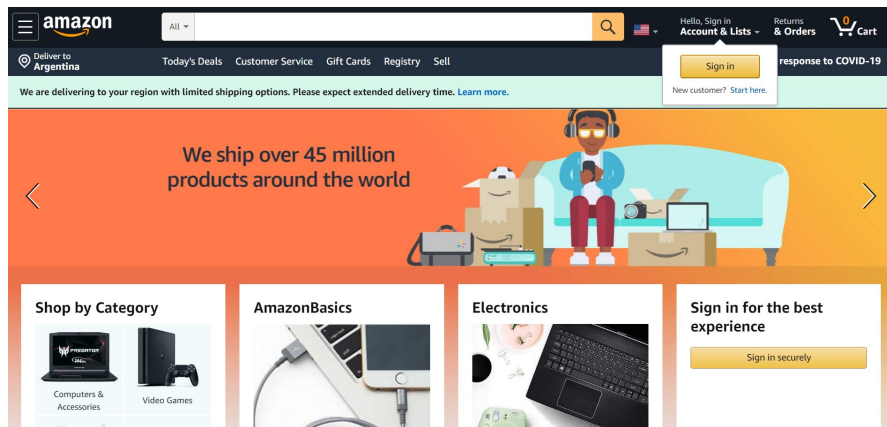 amazon
All
Hello, Sign in
Account & Lists
Returns
& Orders
0
Cart
Deliver to
Argentina
Today's Deals Customer Service Gift Cards Registry Sell
response to COVID-19
Sign in
New customer? Start here.
We are delivering to your region with limited shipping options. Please expect extended delivery time. Learn more.
We ship over 45 million
products around the world
Shop by Category
PREDATOR
Computers &
Accessories
Video Games
AmazonBasics
Electronics
Sign in for the best
experience
Sign in securely